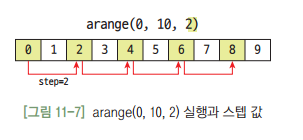 arange(0, 10, 2)
0 1 2 3 4 5 6 7 8 9
step=2
[그림 11-7] arange(0, 10, 2) 실행과 스텝 값